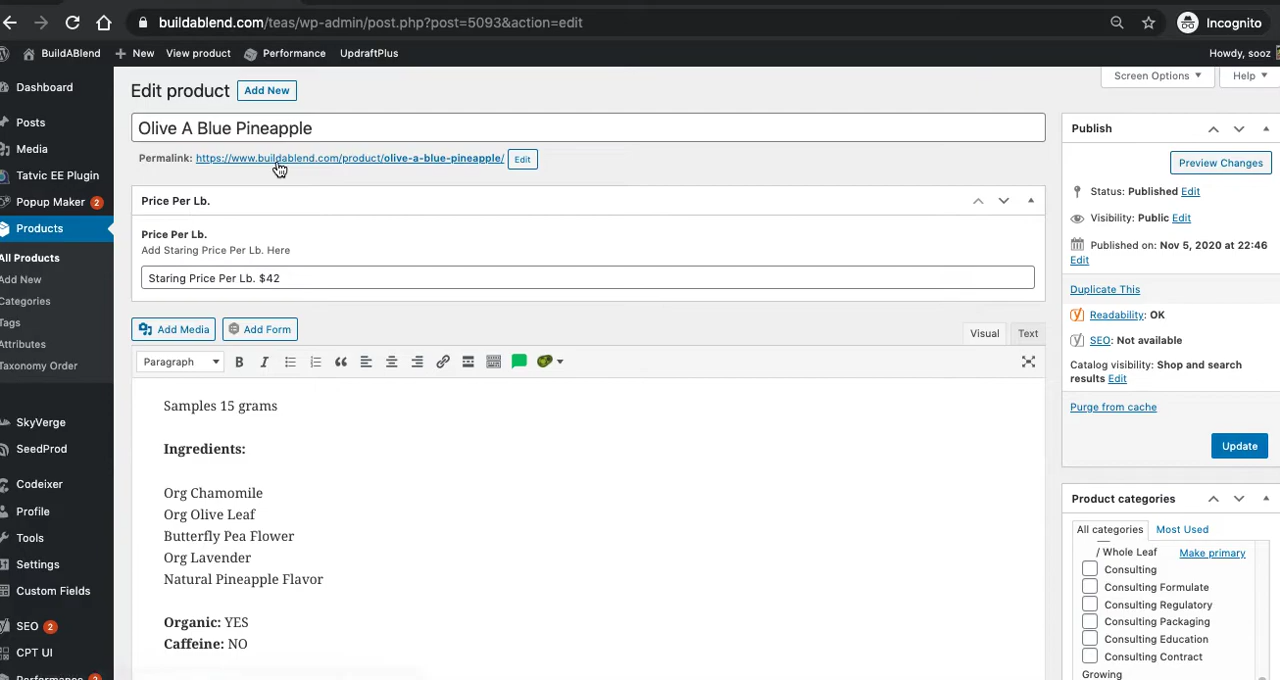 buildablend.com/teas/wp-admin/post.php?post=5093&action=edit
Incognito
BuildABlend
New
View product
Performance
UpdraftPlus
Howdy, sooz
Dashboard
Posts
Media
Tatvic EE Plugin
Popup Maker 2
Products
All Products
Add New
Categories
Tags
Attributes
Taxonomy Order
SkyVerge
SeedProd
Codeixer
Profile
Tools
Settings
Custom Fields
SEO 2
CPT UI
Performance 2
Screen Options
Help
Edit product Add New
Olive A Blue Pineapple
Permalink: https://www.buildablend.com/product/olive-a-blue-pineapple/ Edit
Price Per Lb.
Price Per Lb.
Add Staring Price Per Lb. Here
Staring Price Per Lb. $42
Add Media
Add Form
Visual
Text
Paragraph
B I
Samples 15 grams
Ingredients:
Org Chamomile
Org Olive Leaf
Butterfly Pea Flower
Org Lavender
Natural Pineapple Flavor
Organic: YES
Caffeine: NO
Publish
Preview Changes
Status: Published Edit
Visibility: Public Edit
Published on: Nov 5, 2020 at 22:46
Edit
Duplicate This
Readability: OK
SEO: Not available
Catalog visibility: Shop and search
results Edit
Purge from cache
Update
Product categories
All categories
Most Used
/ Whole Leaf Make primary
Consulting
Consulting Formulate
Consulting Regulatory
Consulting Packaging
Consulting Education
Consulting Contract
Growing